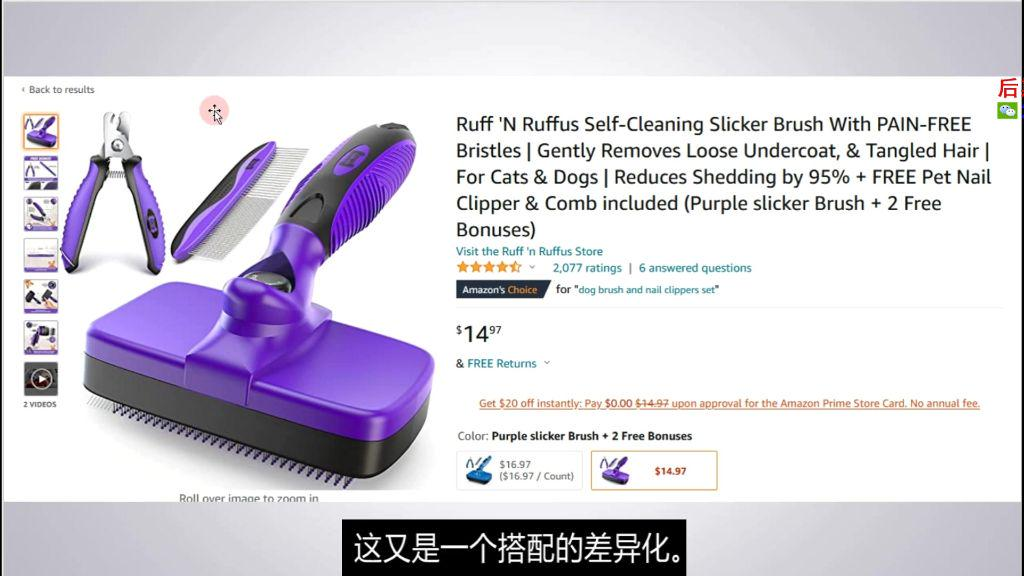 ‹ Back to results
后
Ruff 'N Ruffus Self-Cleaning Slicker Brush With PAIN-FREE
Bristles | Gently Removes Loose Undercoat, & Tangled Hair |
For Cats & Dogs | Reduces Shedding by 95% + FREE Pet Nail
Clipper & Comb included (Purple slicker Brush + 2 Free
Bonuses)
Visit the Ruff 'n Ruffus Store
2,077 ratings | 6 answered questions
Amazon's Choice for "dog brush and nail clippers set"
$14.97
& FREE Returns
Get $20 off instantly: Pay $0.00 $14.97 upon approval for the Amazon Prime Store Card. No annual fee.
Color: Purple slicker Brush + 2 Free Bonuses
$16.97
($16.97 / Count)
$14.97
2 VIDEOS
Roll over image to zoom in
这又是一个搭配的差异化。